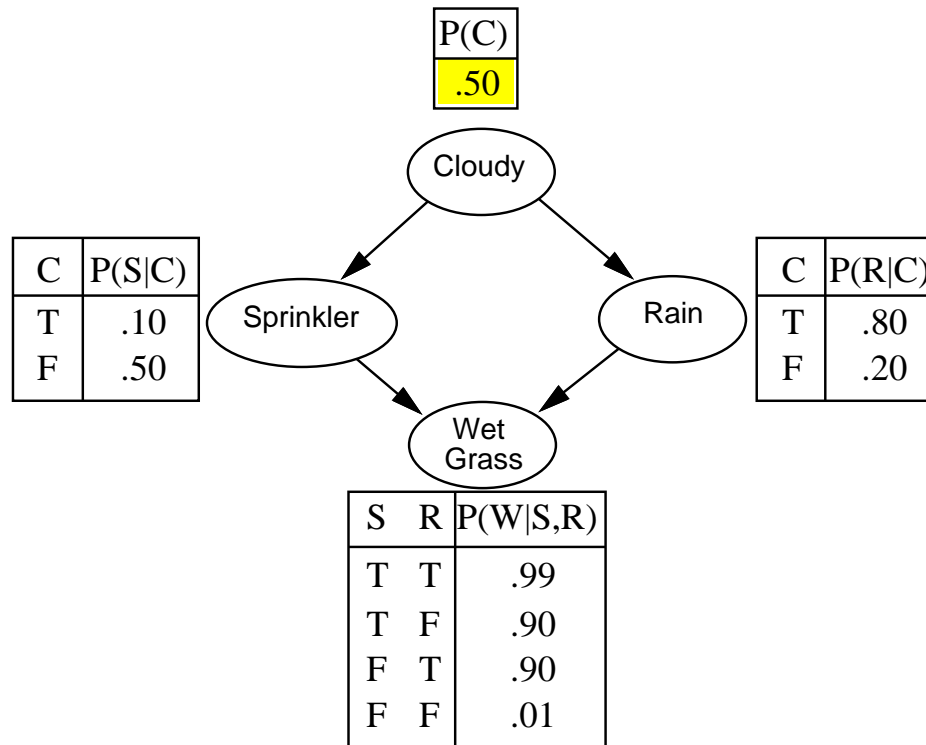 P(C)
.50
Cloudy
C P(S|C)
T .10
F .50
Sprinkler
Rain
C P(R|C)
T .80
F .20
Wet
Grass
S R P(W|S,R)
T T .99
T F .90
F T .90
F F .01